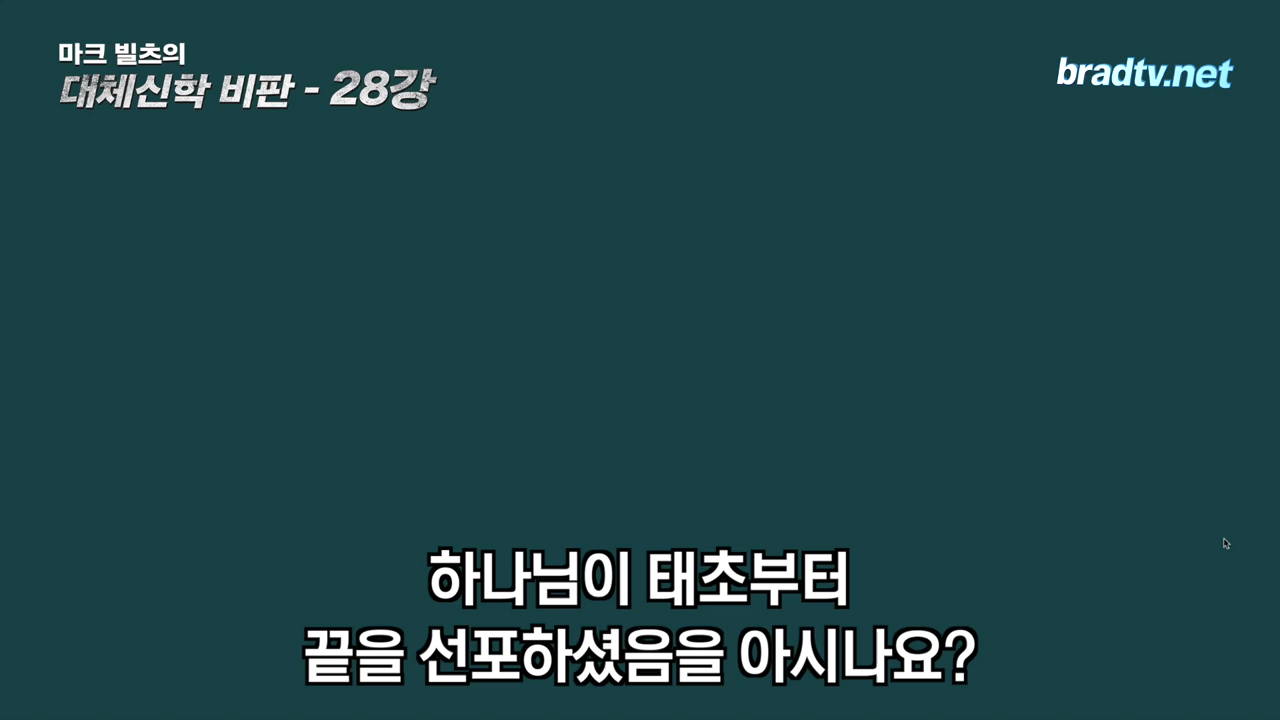 마크 빌츠의
대체신학 비판 - 28강
bradtv.net
하나님이 태초부터
끝을 선포하셨음을 아시나요?